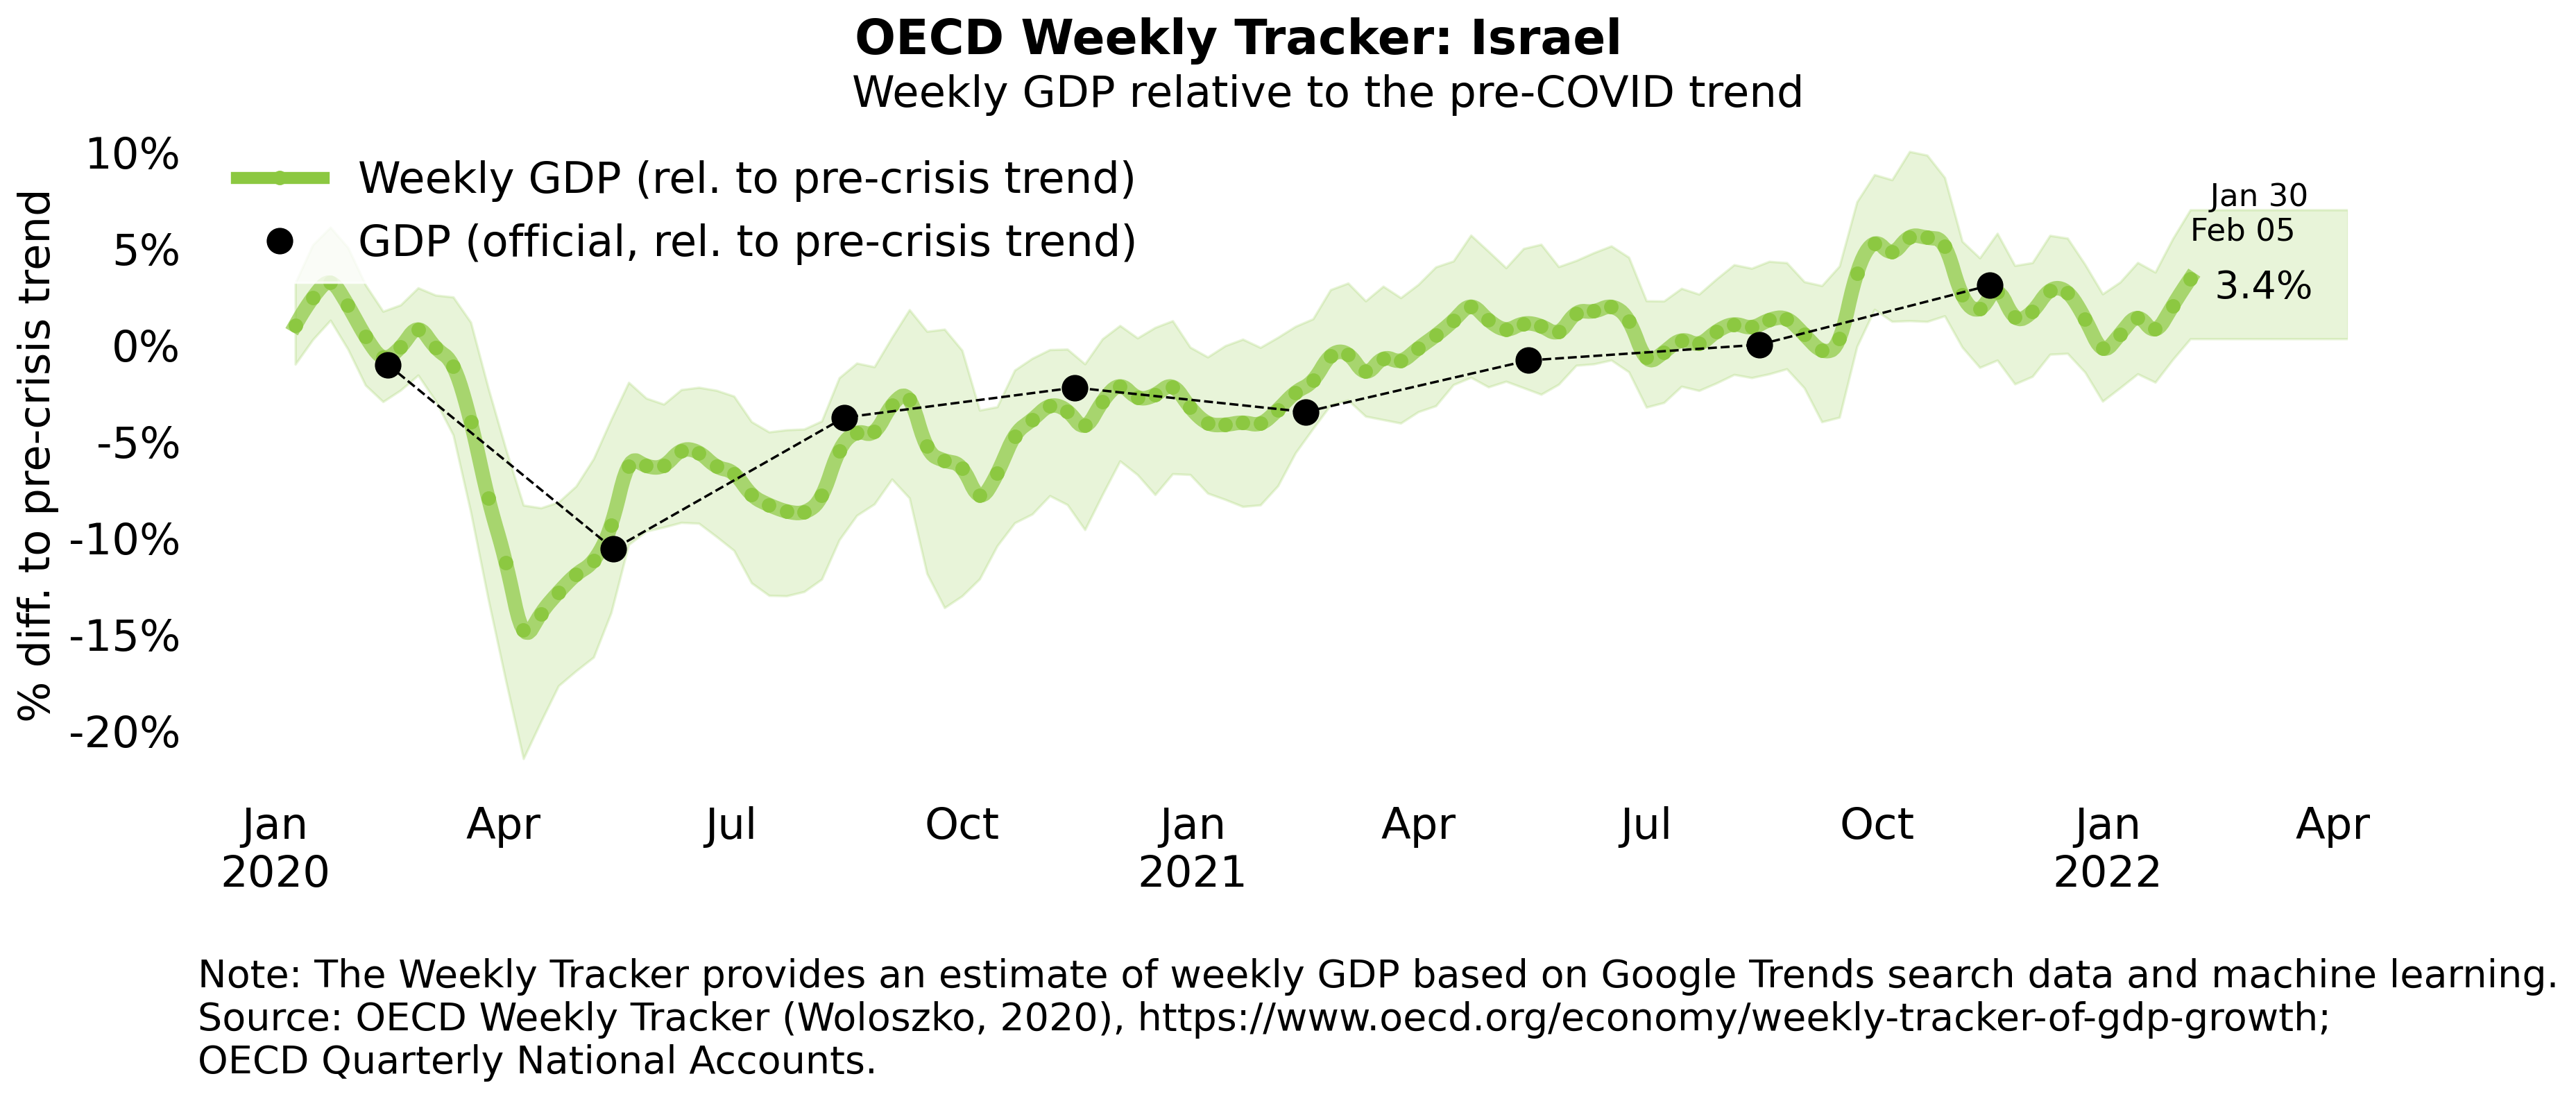 OECD Weekly Tracker: Israel
Weekly GDP relative to the pre-COVID trend
% diff. to pre-crisis trend
10%
5%
0%
-5%
-10%
-15%
-20%
Weekly GDP (rel. to pre-crisis trend)
GDP (official, rel. to pre-crisis trend)
Jan 30
Feb 05
3.4%
Jan Apr Jul Oct Jan Apr Jul Oct Jan Apr
2020 2021 2022
Note: The Weekly Tracker provides an estimate of weekly GDP based on Google Trends search data and machine learning.
Source: OECD Weekly Tracker (Woloszko, 2020), https://www.oecd.org/economy/weekly-tracker-of-gdp-growth;
OECD Quarterly National Accounts.